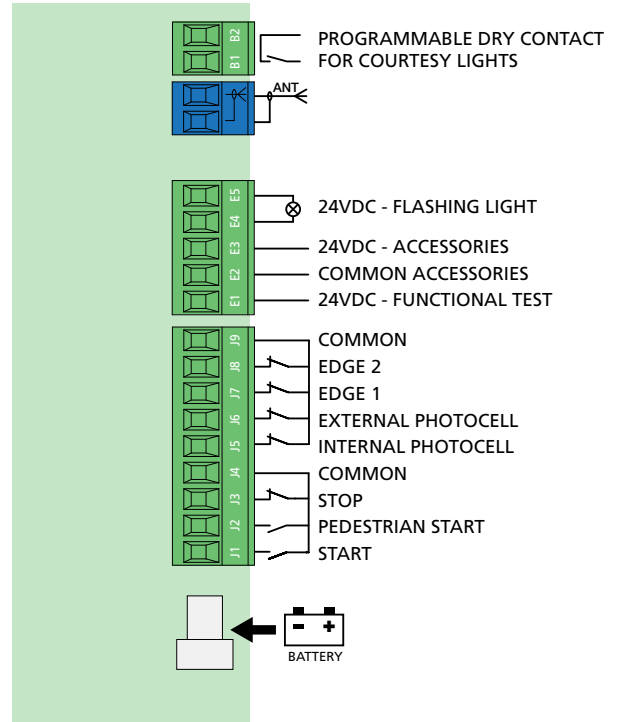 B2
PROGRAMMABLE DRY CONTACT
B1
FOR COURTESY LIGHTS
ANT
E5
E4
24VDC - FLASHING LIGHT
E3
24VDC - ACCESSORIES
E2
COMMON ACCESSORIES
E1
24VDC - FUNCTIONAL TEST
J9
COMMON
J8
EDGE 2
J7
EDGE 1
J6
EXTERNAL PHOTOCELL
J5
INTERNAL PHOTOCELL
J4
COMMON
J3
STOP
J2
PEDESTRIAN START
J1
START
- +
BATTERY